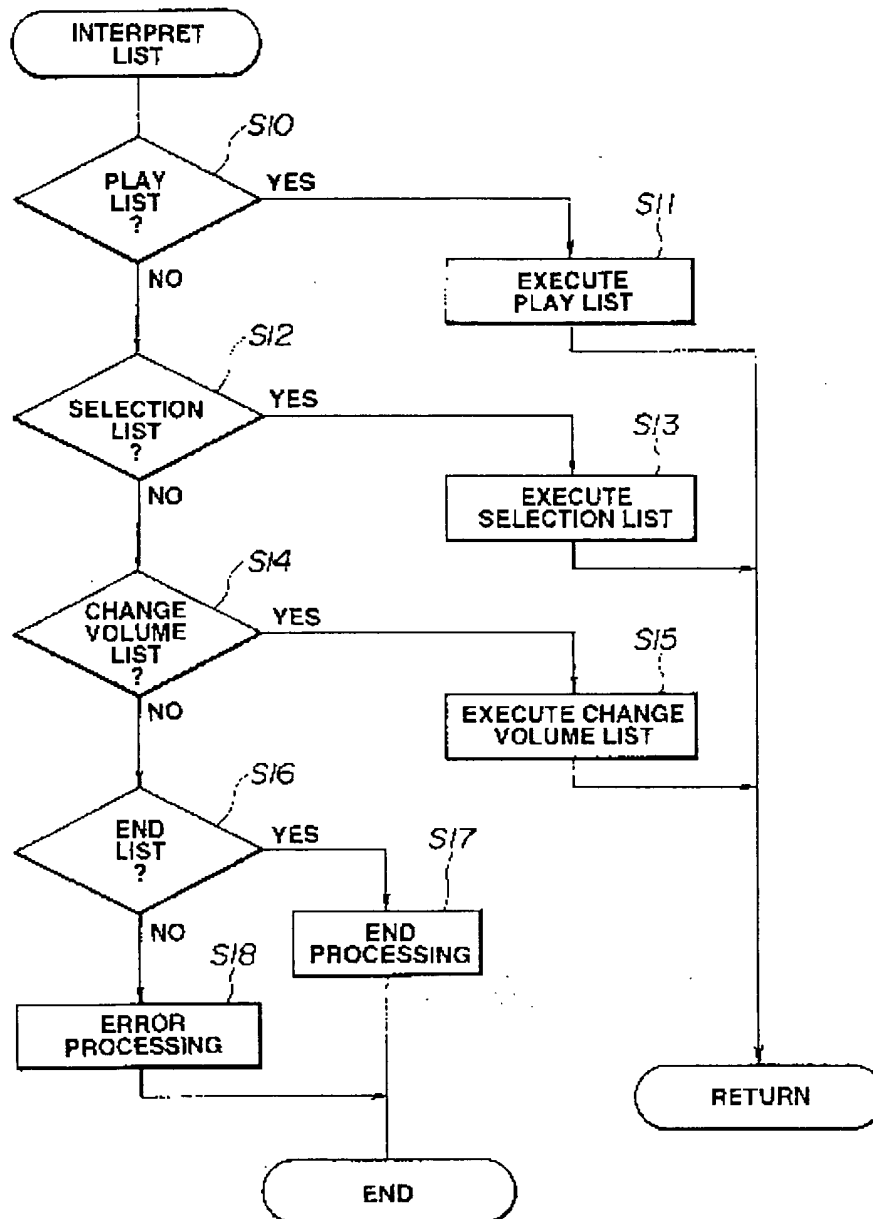 INTERPRET
LIST
S10
PLAY
LIST
?
YES
S11
EXECUTE
PLAY LIST
NO
S12
SELECTION
LIST
?
YES
S13
EXECUTE
SELECTION LIST
NO
S14
CHANGE
VOLUME
LIST
?
YES
S15
EXECUTE CHANGE
VOLUME LIST
NO
S16
END
LIST
?
YES
S17
END
PROCESSING
NO
S18
ERROR
PROCESSING
RETURN
END